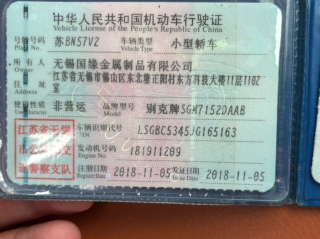 中华人民共和国机动车行驶证
Vehicle License of the People's Republic of China
号牌号码 苏BN57V2 车辆类型 小型轿车
Plate No. Vehicle Type
所有人 无锡国缘金属制品有限公司
Owner
住址 江苏省无锡市锡山区东北塘正阳村东方科技大楼11层1102
Address 室
使用性质 非营运 品牌型号 别克牌SGM7152DAAB
Use Character Model
江苏省无锡
市公安局交
通警察支队
车辆识别代号 LSGBC5345JG165163
VIN
发动机号码 181911209
Engine No.
注册日期 2018-11-05 发证日期 2018-11-05
Register Date Issue Date